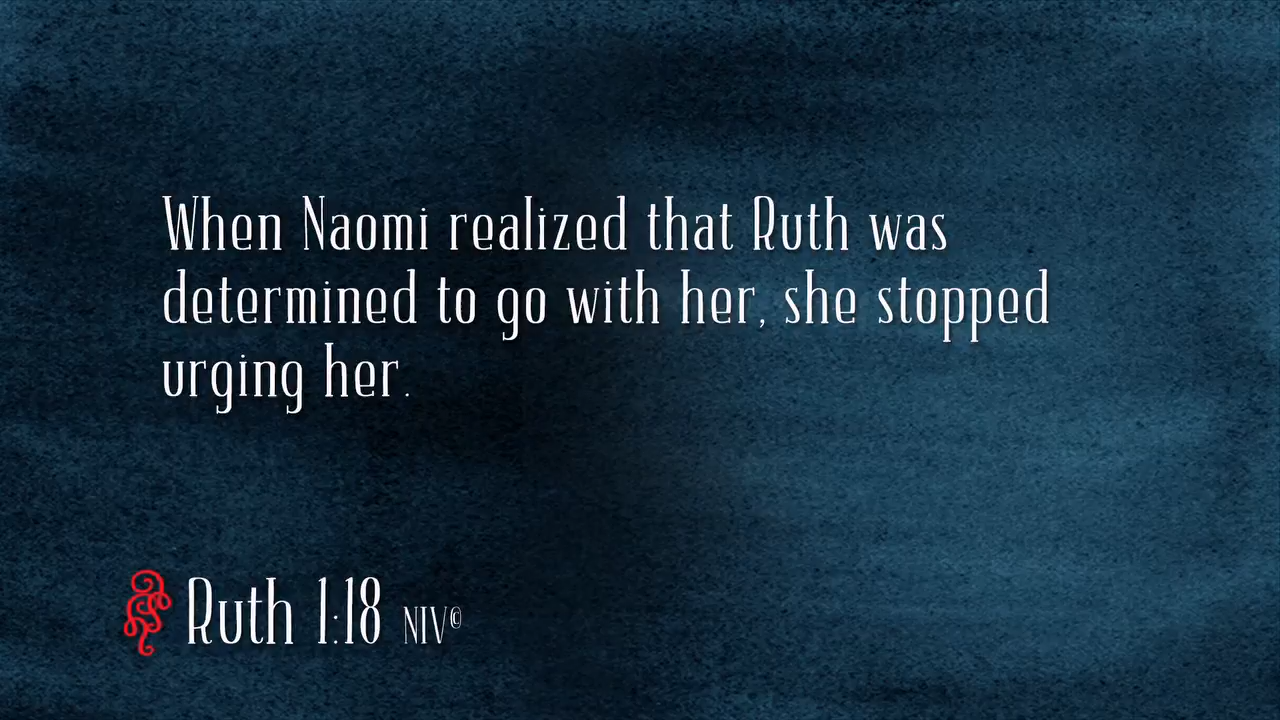 When Naomi realized that Ruth was
determined to go with her, she stopped
urging her.
Ruth 1:18 NIV©